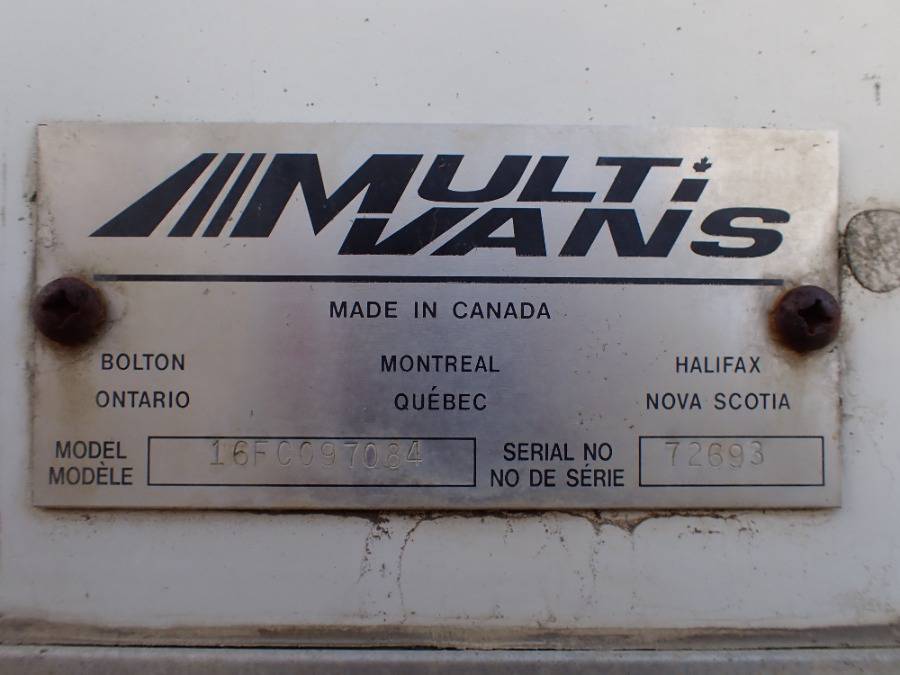 MULTI
VANS
MADE IN CANADA
BOLTON MONTREAL HALIFAX
ONTARIO QUÉBEC NOVA SCOTIA
MODEL 16FC097084 SERIAL NO 72693
MODÈLE NO DE SÉRIE